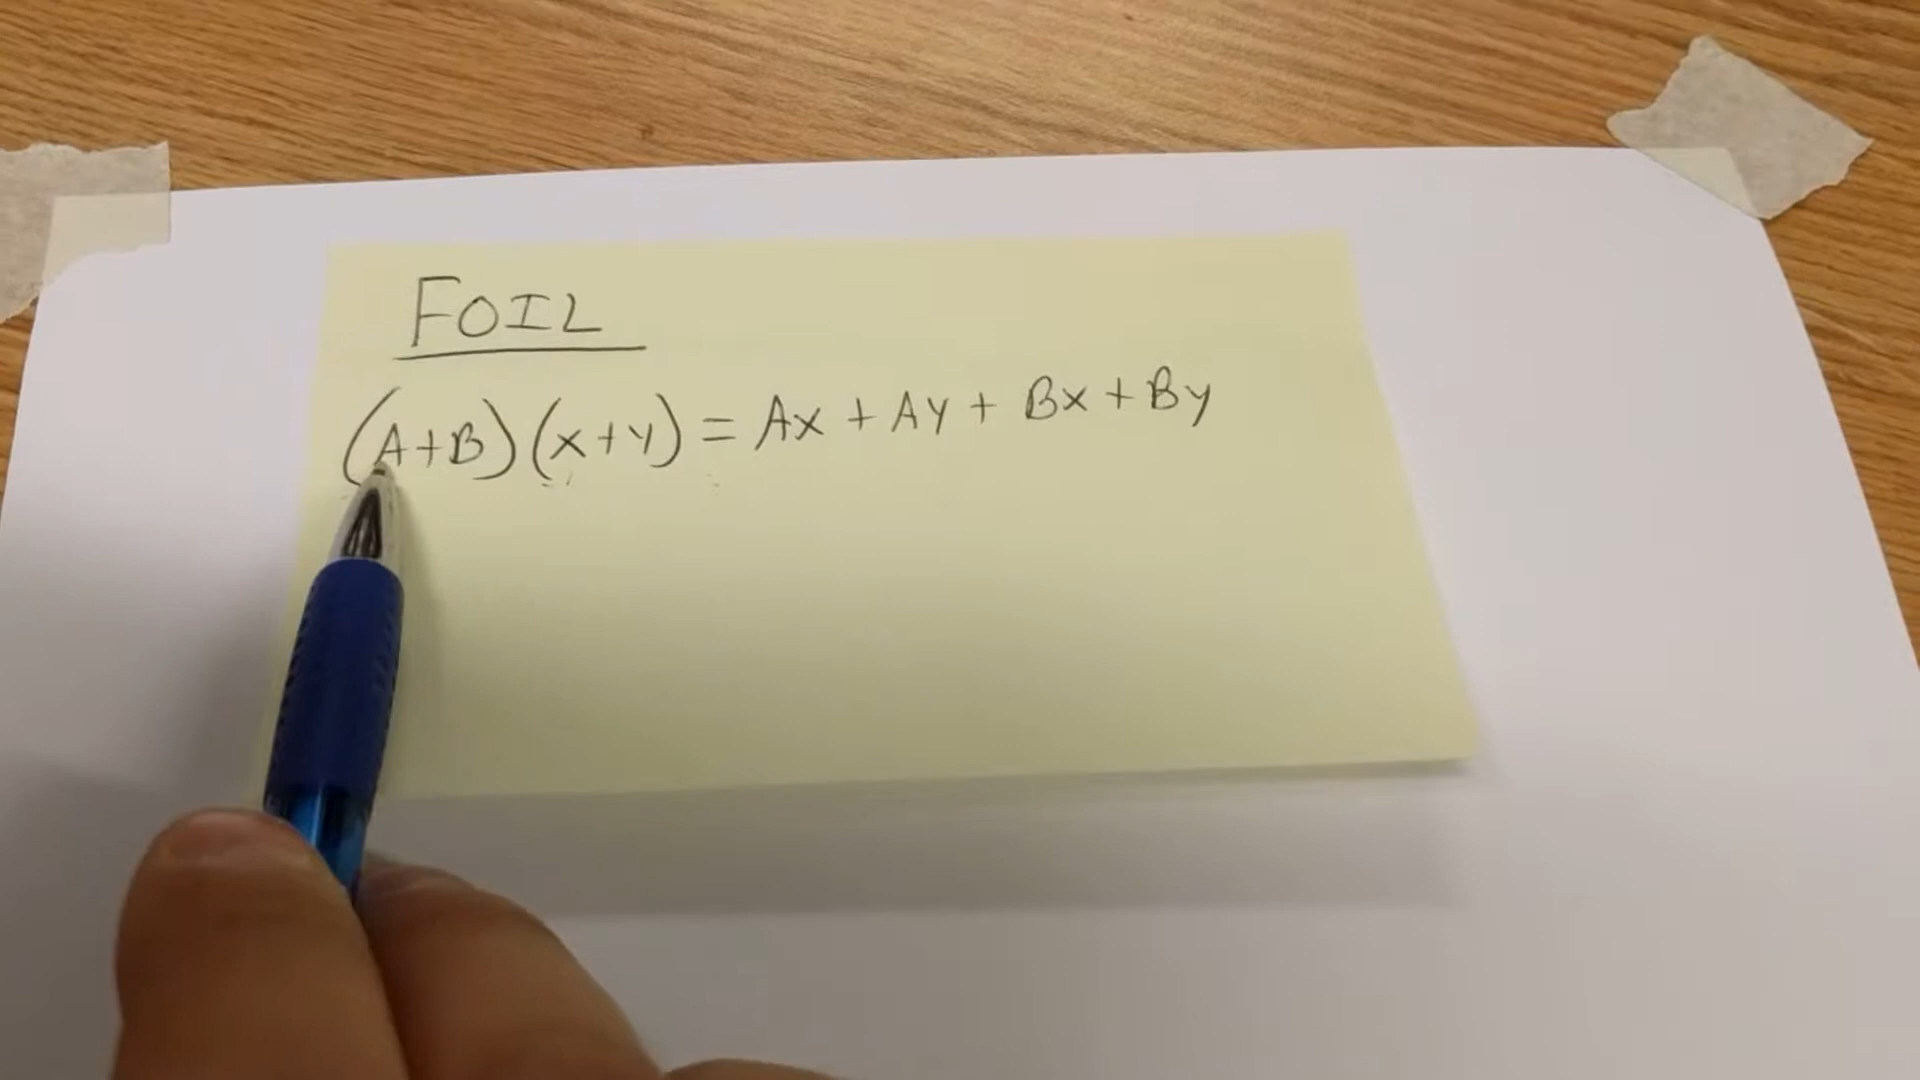 FOIL
(A+B)(x+y) = Ax + Ay + Bx + By